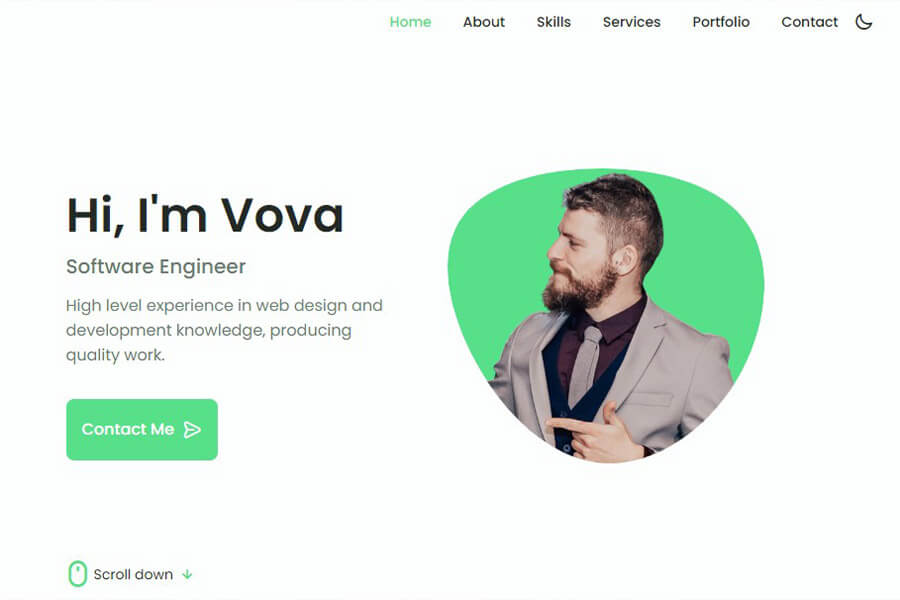 Home About Skills Services Portfolio Contact
Hi, I'm Vova
Software Engineer
High level experience in web design and
development knowledge, producing
quality work.
Contact Me
Scroll down